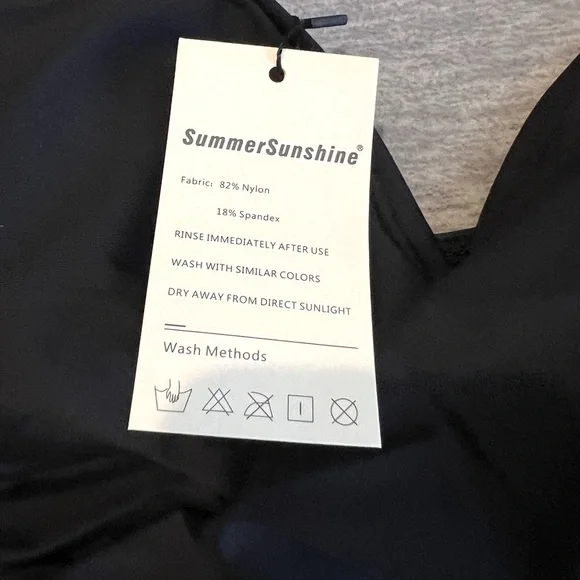 SummerSunshine®
Fabric: 82% Nylon
18% Spandex
RINSE IMMEDIATELY AFTER USE
WASH WITH SIMILAR COLORS
DRY AWAY FROM DIRECT SUNLIGHT
Wash Methods